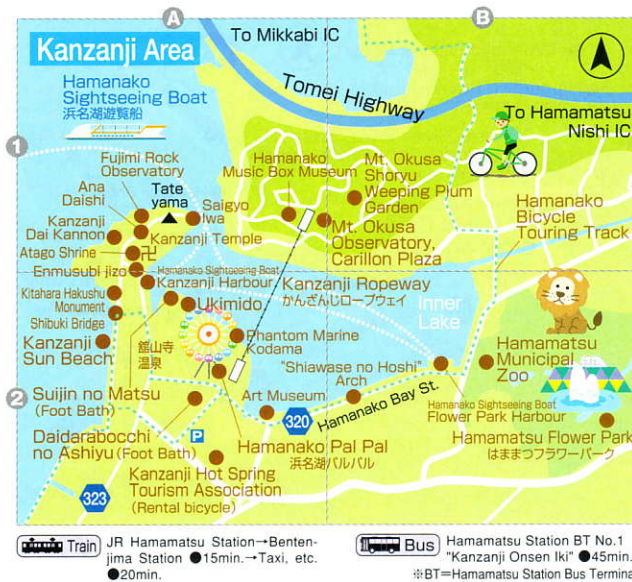 A
B
Kanzanji Area
To Mikkabi IC
Tomei Highway
To Hamamatsu
Nishi IC
Hamanako
Sightseeing Boat
浜名湖遊覧船
1
Fujimi Rock
Observatory
Ana
Daishi
Tate
yama
Saigyo
Iwa
Kanzanji
Dai Kannon
Kanzanji Temple
Atago Shrine
卍
Enmusubi jizo
Hamanako
Music Box Museum
Mt. Okusa
Shoryu
Weeping Plum
Garden
Mt. Okusa
Observatory,
Carillon Plaza
Hamanako
Bicycle
Touring Track
Hamanako Sightseeing Boat
Kanzanji Harbour
Kanzanji Ropeway
かんざんじロープウェイ
Inner
Lake
Kitahara Hakushu
Monument
Ukimido
Shibuki Bridge
Kanzanji
Sun Beach
舘山寺
温泉
Phantom Marine
Kodama
"Shiawase no Hoshi"
Arch
Hamamatsu
Municipal
Zoo
2
Suijin no Matsu
(Foot Bath)
Art Museum
320
Hamanako Bay St.
Hamanako Sightseeing Boat
Flower Park Harbour
Daidarabocchi
no Ashiyu (Foot Bath)
P
Hamanako Pal Pal
浜名湖パルパル
Hamamatsu Flower Park
はままつフラワーパーク
Kanzanji Hot Spring
Tourism Association
(Rental bicycle)
323
Train
JR Hamamatsu Station→Benten-
jima Station ●15min.→Taxi, etc.
●20min.
Bus
Hamamatsu Station BT No.1
"Kanzanji Onsen Iki" ●45min.
※BT=Hamamatsu Station Bus Termina